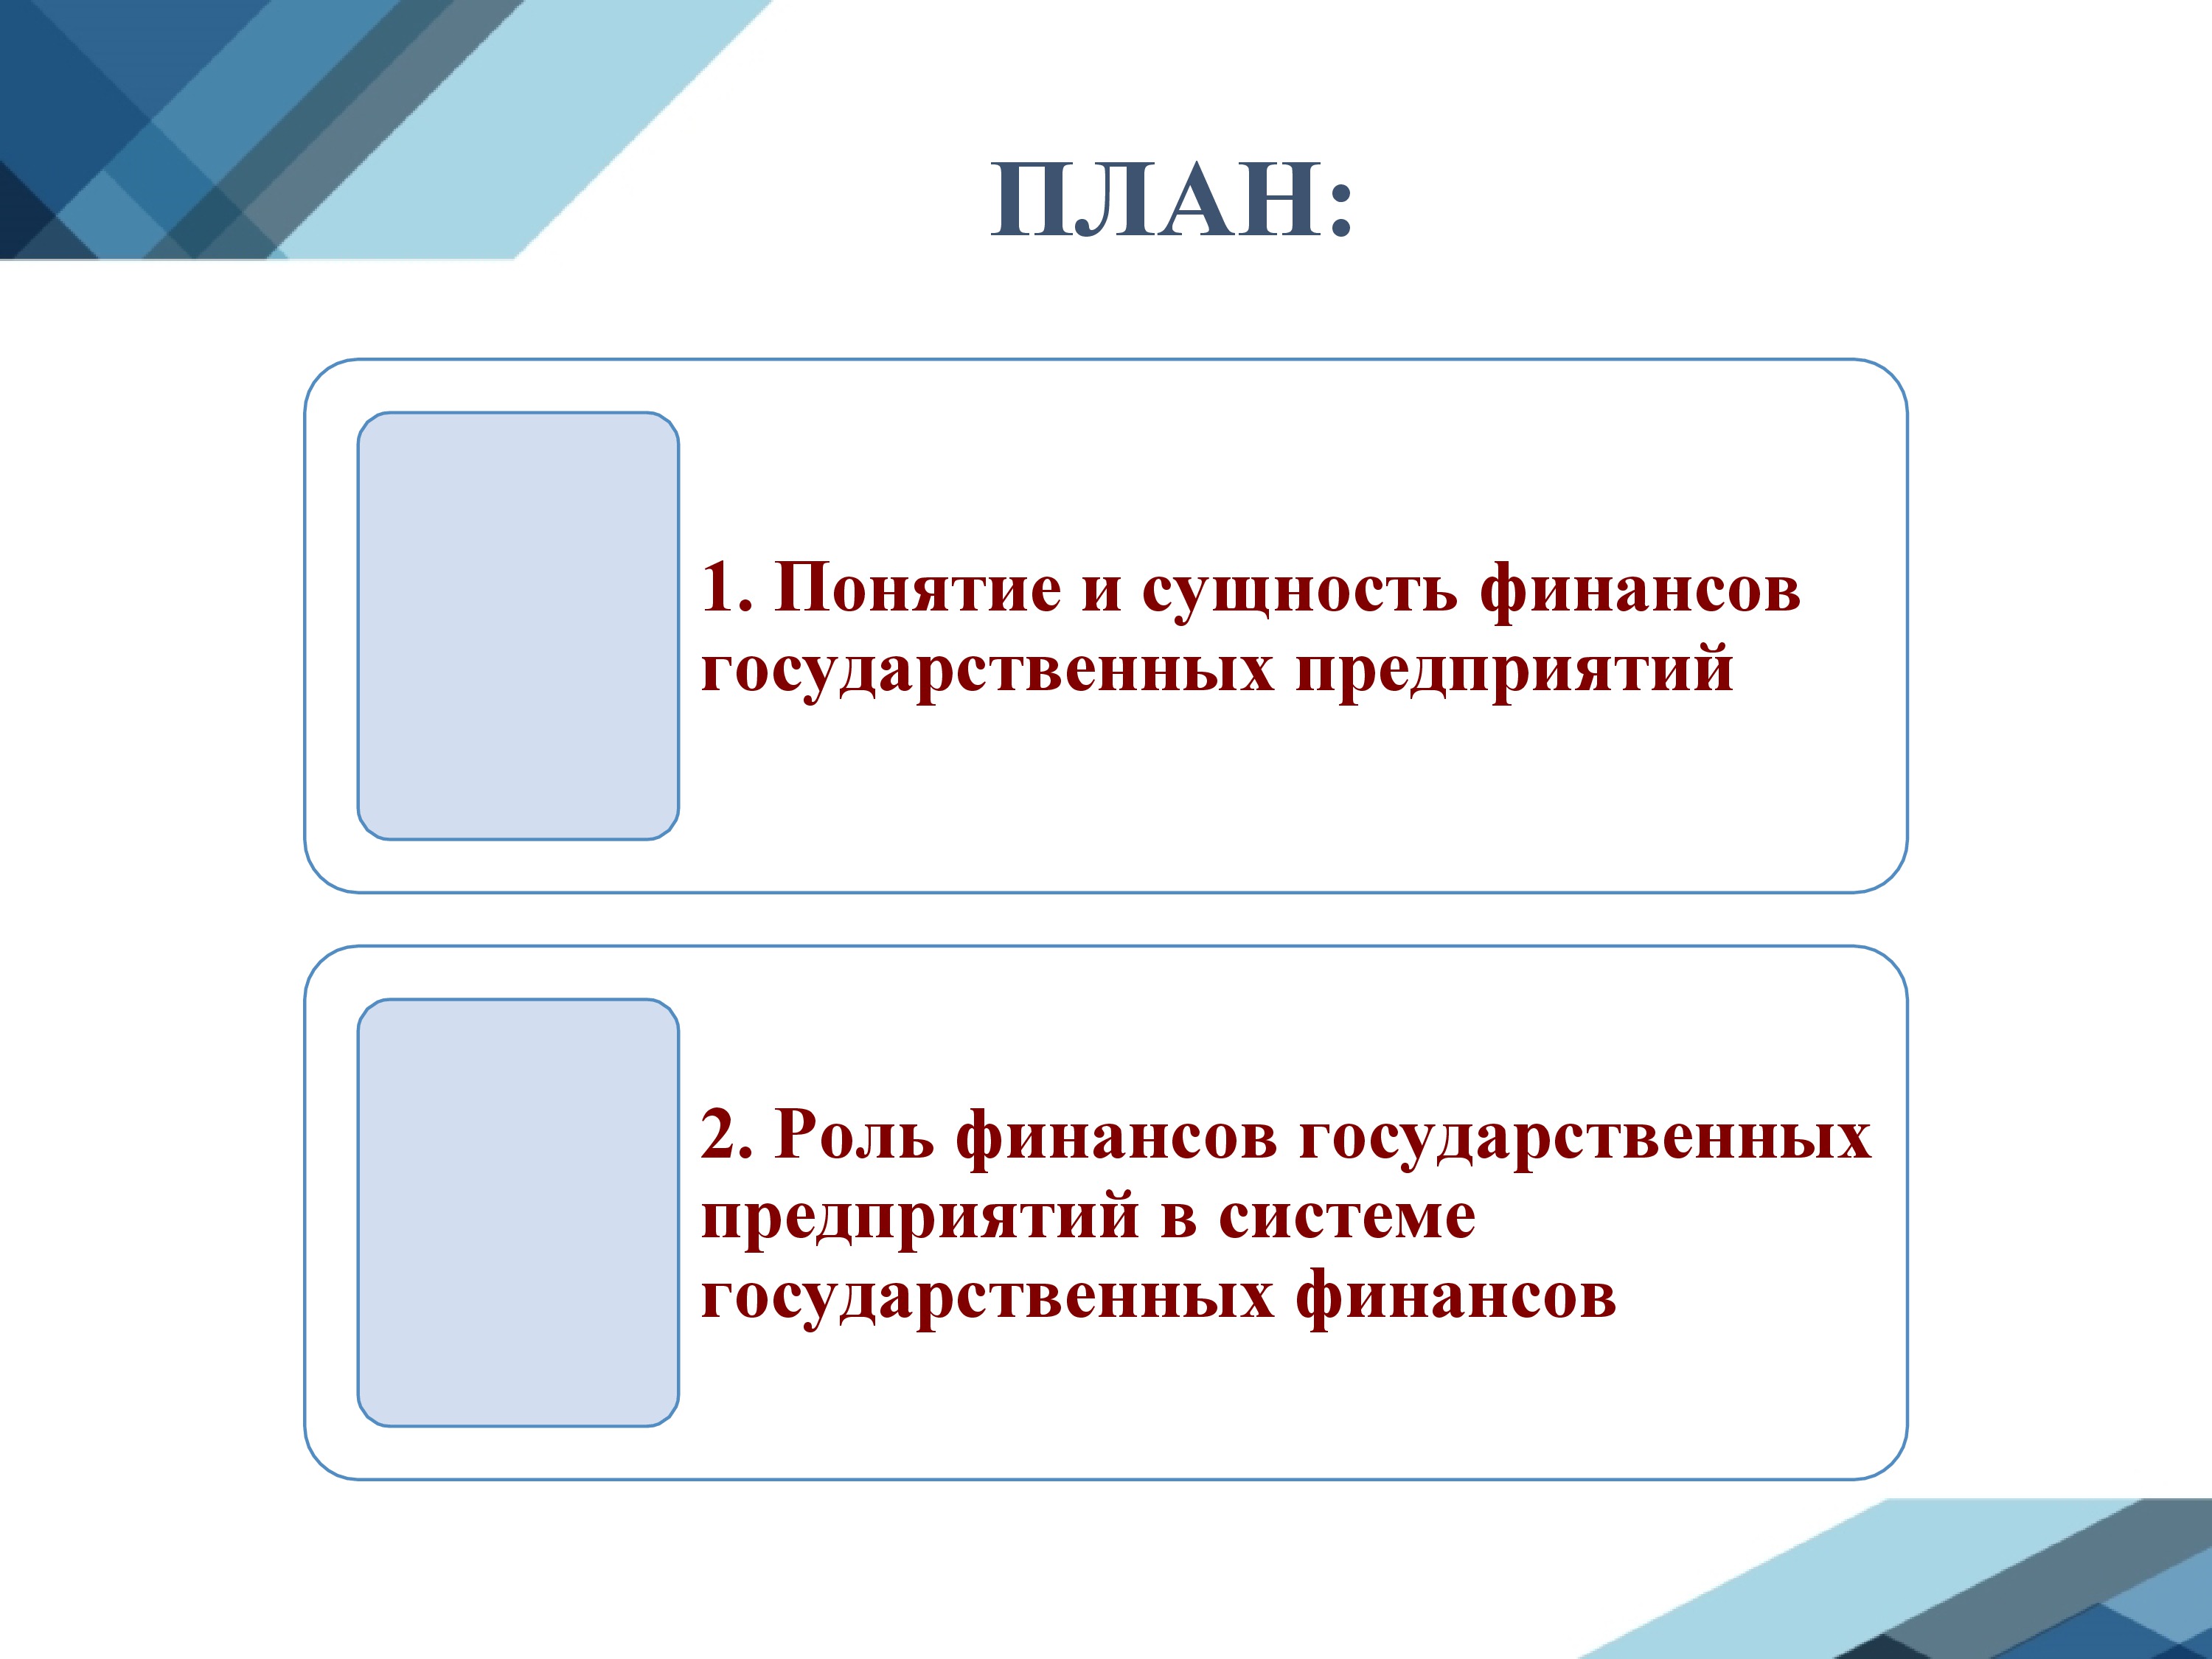 ПЛАН:
1. Понятие и сущность финансов
государственных предприятий
2. Роль финансов государственных
предприятий в системе
государственных финансов